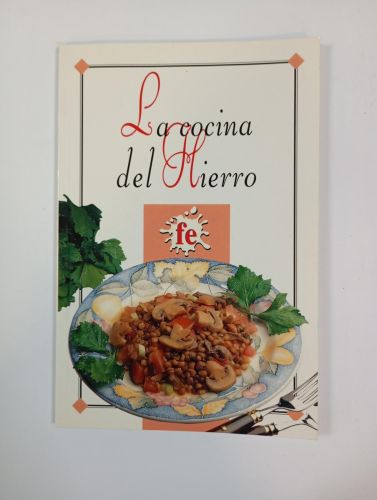 La cocina
del Hierro
fe